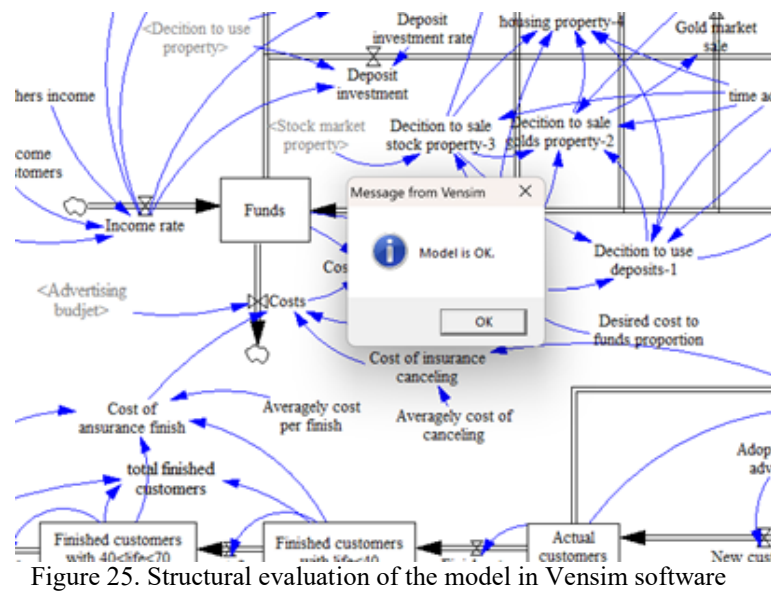 <Decition to use
property>
Deposit
investment rate
housing property-4
Gold market
sale
Deposit
investment
hers income
<Stock market
property>
Decition to sale
stock property-3
Decition to sale
golds property-2
time
come
tomers
Income rate
Funds
Message from Vensim
Model is OK.
OK
Decition to use
deposits-1
<Advertising
budjet>
Costs
Desired cost to
funds proportion
Cost of insurance
canceling
Cost of
ansurance finish
Averagely cost
per finish
Averagely cost of
canceling
total finished
customers
Finished customers
with 40<life<70
Finished customers
with life<40
Actual
customers
New
Figure 25. Structural evaluation of the model in Vensim software